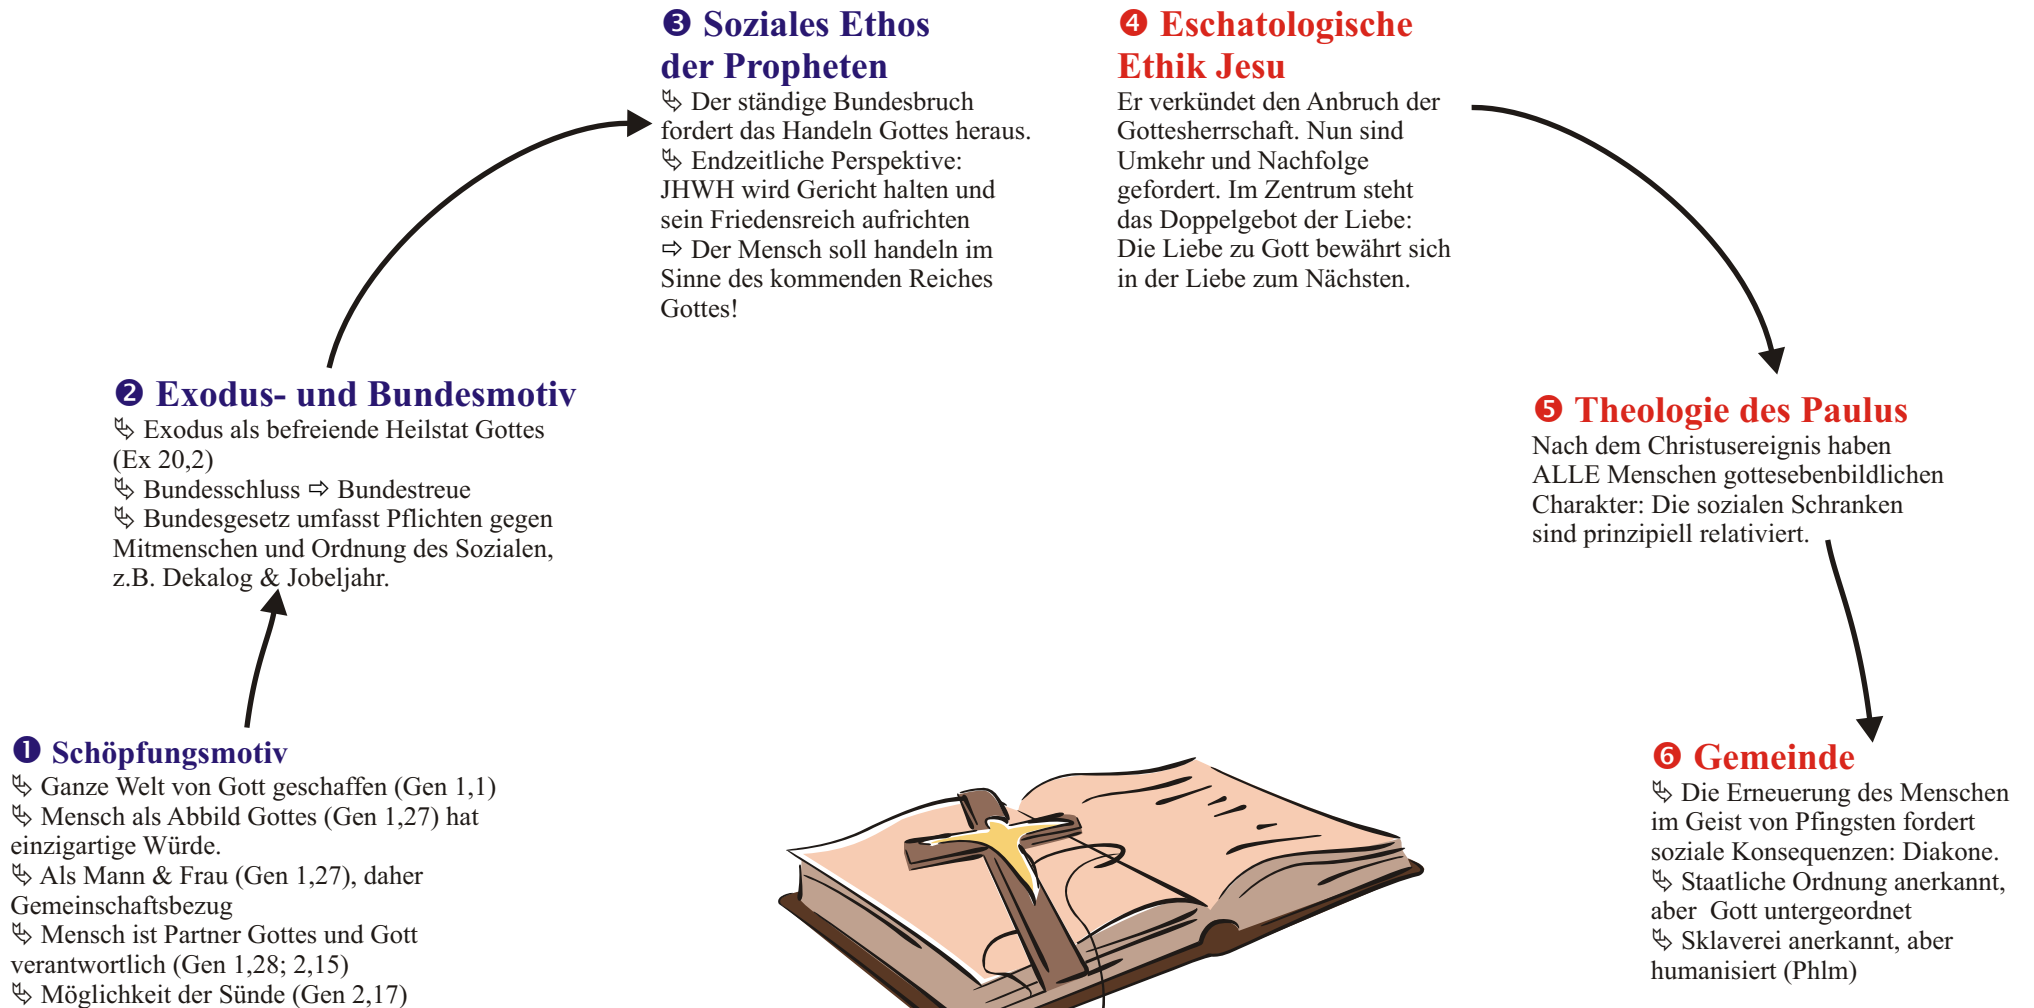 ❶ Schöpfungsmotiv
↳ Ganze Welt von Gott geschaffen (Gen 1,1)
↳ Mensch als Abbild Gottes (Gen 1,27) hat
einzigartige Würde.
↳ Als Mann & Frau (Gen 1,27), daher
Gemeinschaftsbezug
↳ Mensch ist Partner Gottes und Gott
verantwortlich (Gen 1,28; 2,15)
↳ Möglichkeit der Sünde (Gen 2,17)
❷ Exodus- und Bundesmotiv
↳ Exodus als befreiende Heilstat Gottes
(Ex 20,2)
↳ Bundesschluss ⇨ Bundestreue
↳ Bundesgesetz umfasst Pflichten gegen
Mitmenschen und Ordnung des Sozialen,
z.B. Dekalog & Jobeljahr.
❸ Soziales Ethos
der Propheten
↳ Der ständige Bundesbruch
fordert das Handeln Gottes heraus.
↳ Endzeitliche Perspektive:
JHWH wird Gericht halten und
sein Friedensreich aufrichten
⇨ Der Mensch soll handeln im
Sinne des kommenden Reiches
Gottes!
❹ Eschatologische
Ethik Jesu
Er verkündet den Anbruch der
Gottesherrschaft. Nun sind
Umkehr und Nachfolge
gefordert. Im Zentrum steht
das Doppelgebot der Liebe:
Die Liebe zu Gott bewährt sich
in der Liebe zum Nächsten.
❺ Theologie des Paulus
Nach dem Christusereignis haben
ALLE Menschen gottesebenbildlichen
Charakter: Die sozialen Schranken
sind prinzipiell relativiert.
❻ Gemeinde
↳ Die Erneuerung des Menschen
im Geist von Pfingsten fordert
soziale Konsequenzen: Diakone.
↳ Staatliche Ordnung anerkannt,
aber Gott untergeordnet
↳ Sklaverei anerkannt, aber
humanisiert (Phlm)